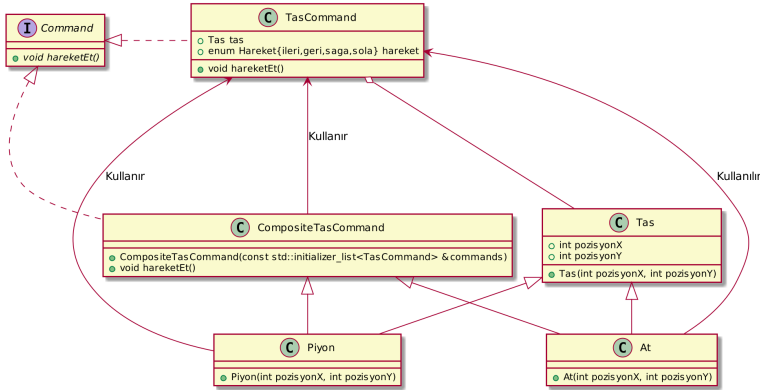 I Command
void hareketEt()
C TasCommand
Tas tas
enum Hareket{ileri,geri,saga,sola} hareket
void hareketEt()
Kullanır
Kullanır
Kullanılır
C CompositeTasCommand
CompositeTasCommand(const std::initializer_list<TasCommand> &commands)
void hareketEt()
C Tas
int pozisyonX
int pozisyonY
Tas(int pozisyonX, int pozisyonY)
C Piyon
Piyon(int pozisyonX, int pozisyonY)
C At
At(int pozisyonX, int pozisyonY)